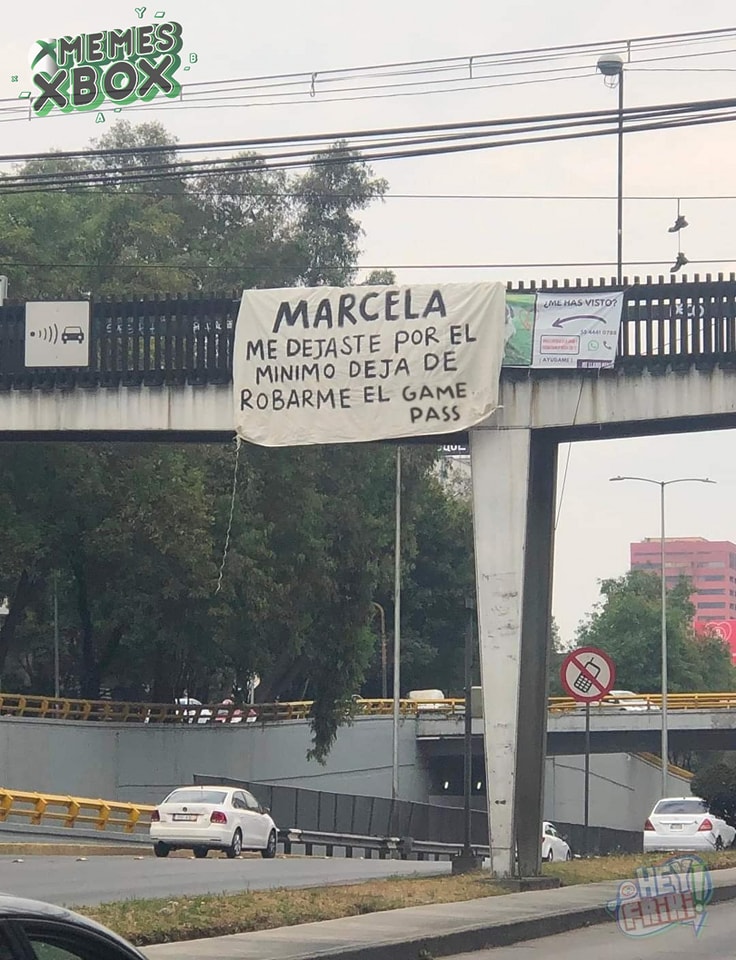 Y
MEMES
X B
XBOX
A
MARCELA
ME DEJASTE POR EL
MINIMO DEJA DE
ROBARME EL GAME
PASS
¿ME HAS VISTO?
( AYUDAME )
HEY
FRIKI